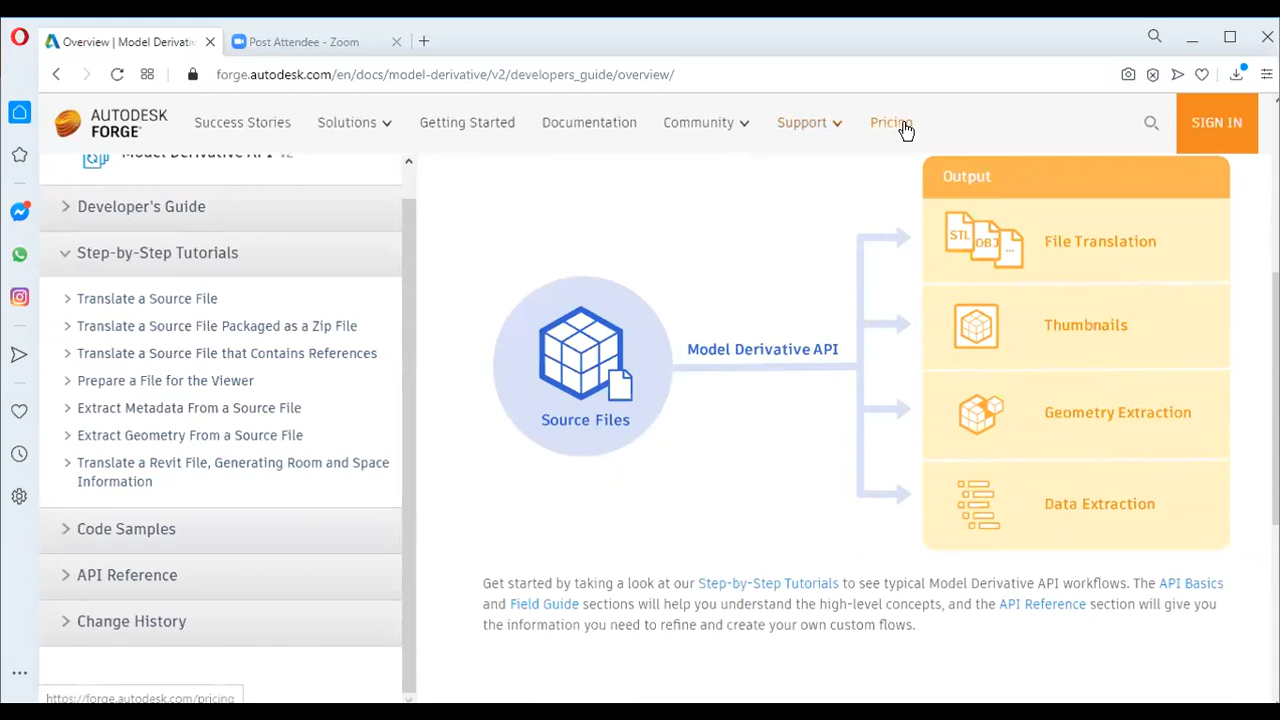 Overview | Model Derivati
Post Attendee - Zoom
forge.autodesk.com/en/docs/model-derivative/v2/developers_guide/overview/
AUTODESK
FORGE
Success Stories
Solutions
Getting Started
Documentation
Community
Support
Pricing
SIGN IN
Model Derivative API v2
Developer's Guide
Step-by-Step Tutorials
Translate a Source File
Translate a Source File Packaged as a Zip File
Translate a Source File that Contains References
Prepare a File for the Viewer
Extract Metadata From a Source File
Extract Geometry From a Source File
Translate a Revit File, Generating Room and Space
Information
Code Samples
API Reference
Change History
Source Files
Model Derivative API
Output
STL
OBJ
...
File Translation
Thumbnails
Geometry Extraction
Data Extraction
Get started by taking a look at our Step-by-Step Tutorials to see typical Model Derivative API workflows. The API Basics
and Field Guide sections will help you understand the high-level concepts, and the API Reference section will give you
the information you need to refine and create your own custom flows.
https://forge.autodesk.com/pricing